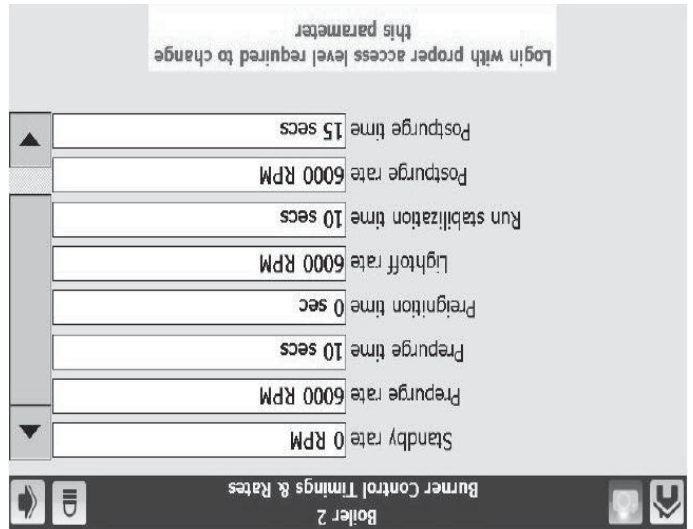 Boiler 2
Burner Control Timings & Rates
Standby rate 0 RPM
Prepurge rate 6000 RPM
Prepurge time 10 secs
Preignition time 0 sec
Lightoff rate 6000 RPM
Run stabilization time 10 secs
Postpurge rate 6000 RPM
Postpurge time 15 secs
Login with proper access level required to change
this parameter